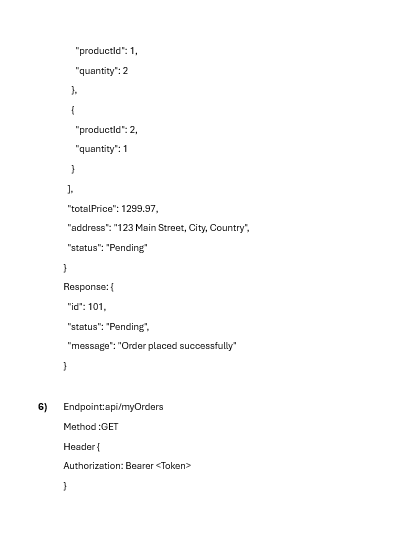 "productId": 1,
"quantity": 2
},
{
"productId": 2,
"quantity": 1
}
],
"totalPrice": 1299.97,
"address": "123 Main Street, City, Country",
"status": "Pending"
}
Response: {
"id": 101,
"status": "Pending",
"message": "Order placed successfully"
}
6) Endpoint:api/myOrders
Method :GET
Header {
Authorization: Bearer <Token>
}